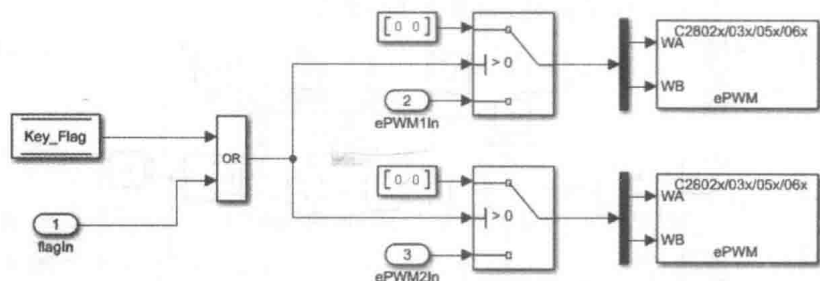 [0 0]
C2802x/03x/05x/06x
> 0
WA
2
WB
ePWM1In
ePWM
Key_Flag
OR
[0 0]
C2802x/03x/05x/06x
WA
1
> 0
flagIn
WB
3
ePWM
ePWM2In